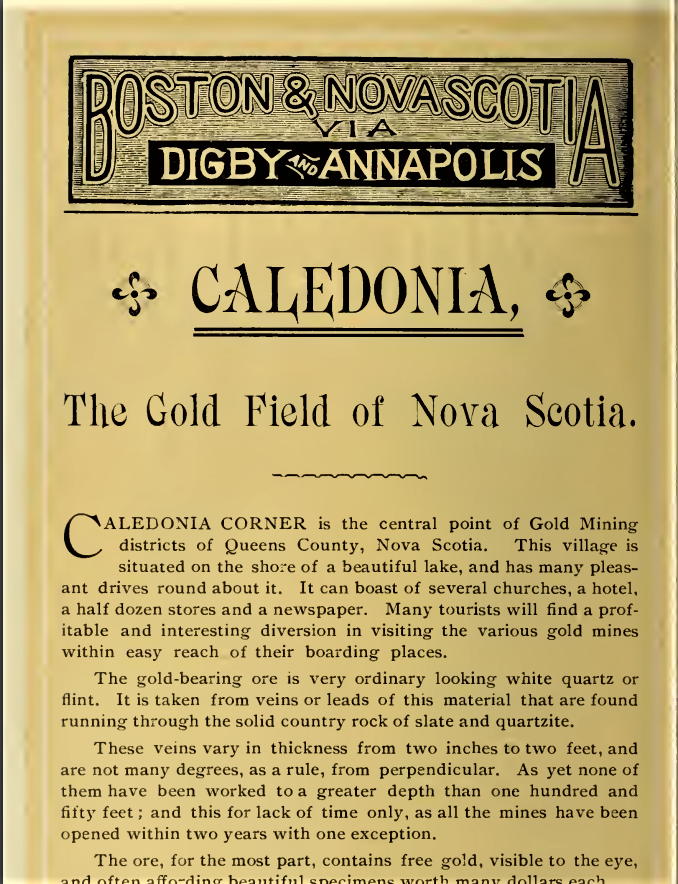 BOSTON & NOVA SCOTIA
VIA
DIGBY AND ANNAPOLIS
CALEDONIA,
The Gold Field of Nova Scotia.
CALEDONIA CORNER is the central point of Gold Mining
districts of Queens County, Nova Scotia. This village is
situated on the shore of a beautiful lake, and has many pleas-
ant drives round about it. It can boast of several churches, a hotel,
a half dozen stores and a newspaper. Many tourists will find a prof-
itable and interesting diversion in visiting the various gold mines
within easy reach of their boarding places.
The gold-bearing ore is very ordinary looking white quartz or
flint. It is taken from veins or leads of this material that are found
running through the solid country rock of slate and quartzite.
These veins vary in thickness from two inches to two feet, and
are not many degrees, as a rule, from perpendicular. As yet none of
them have been worked to a greater depth than one hundred and
fifty feet; and this for lack of time only, as all the mines have been
opened within two years with one exception.
The ore, for the most part, contains free gold, visible to the eye,
and often affording beautiful specimens worth many dollars each